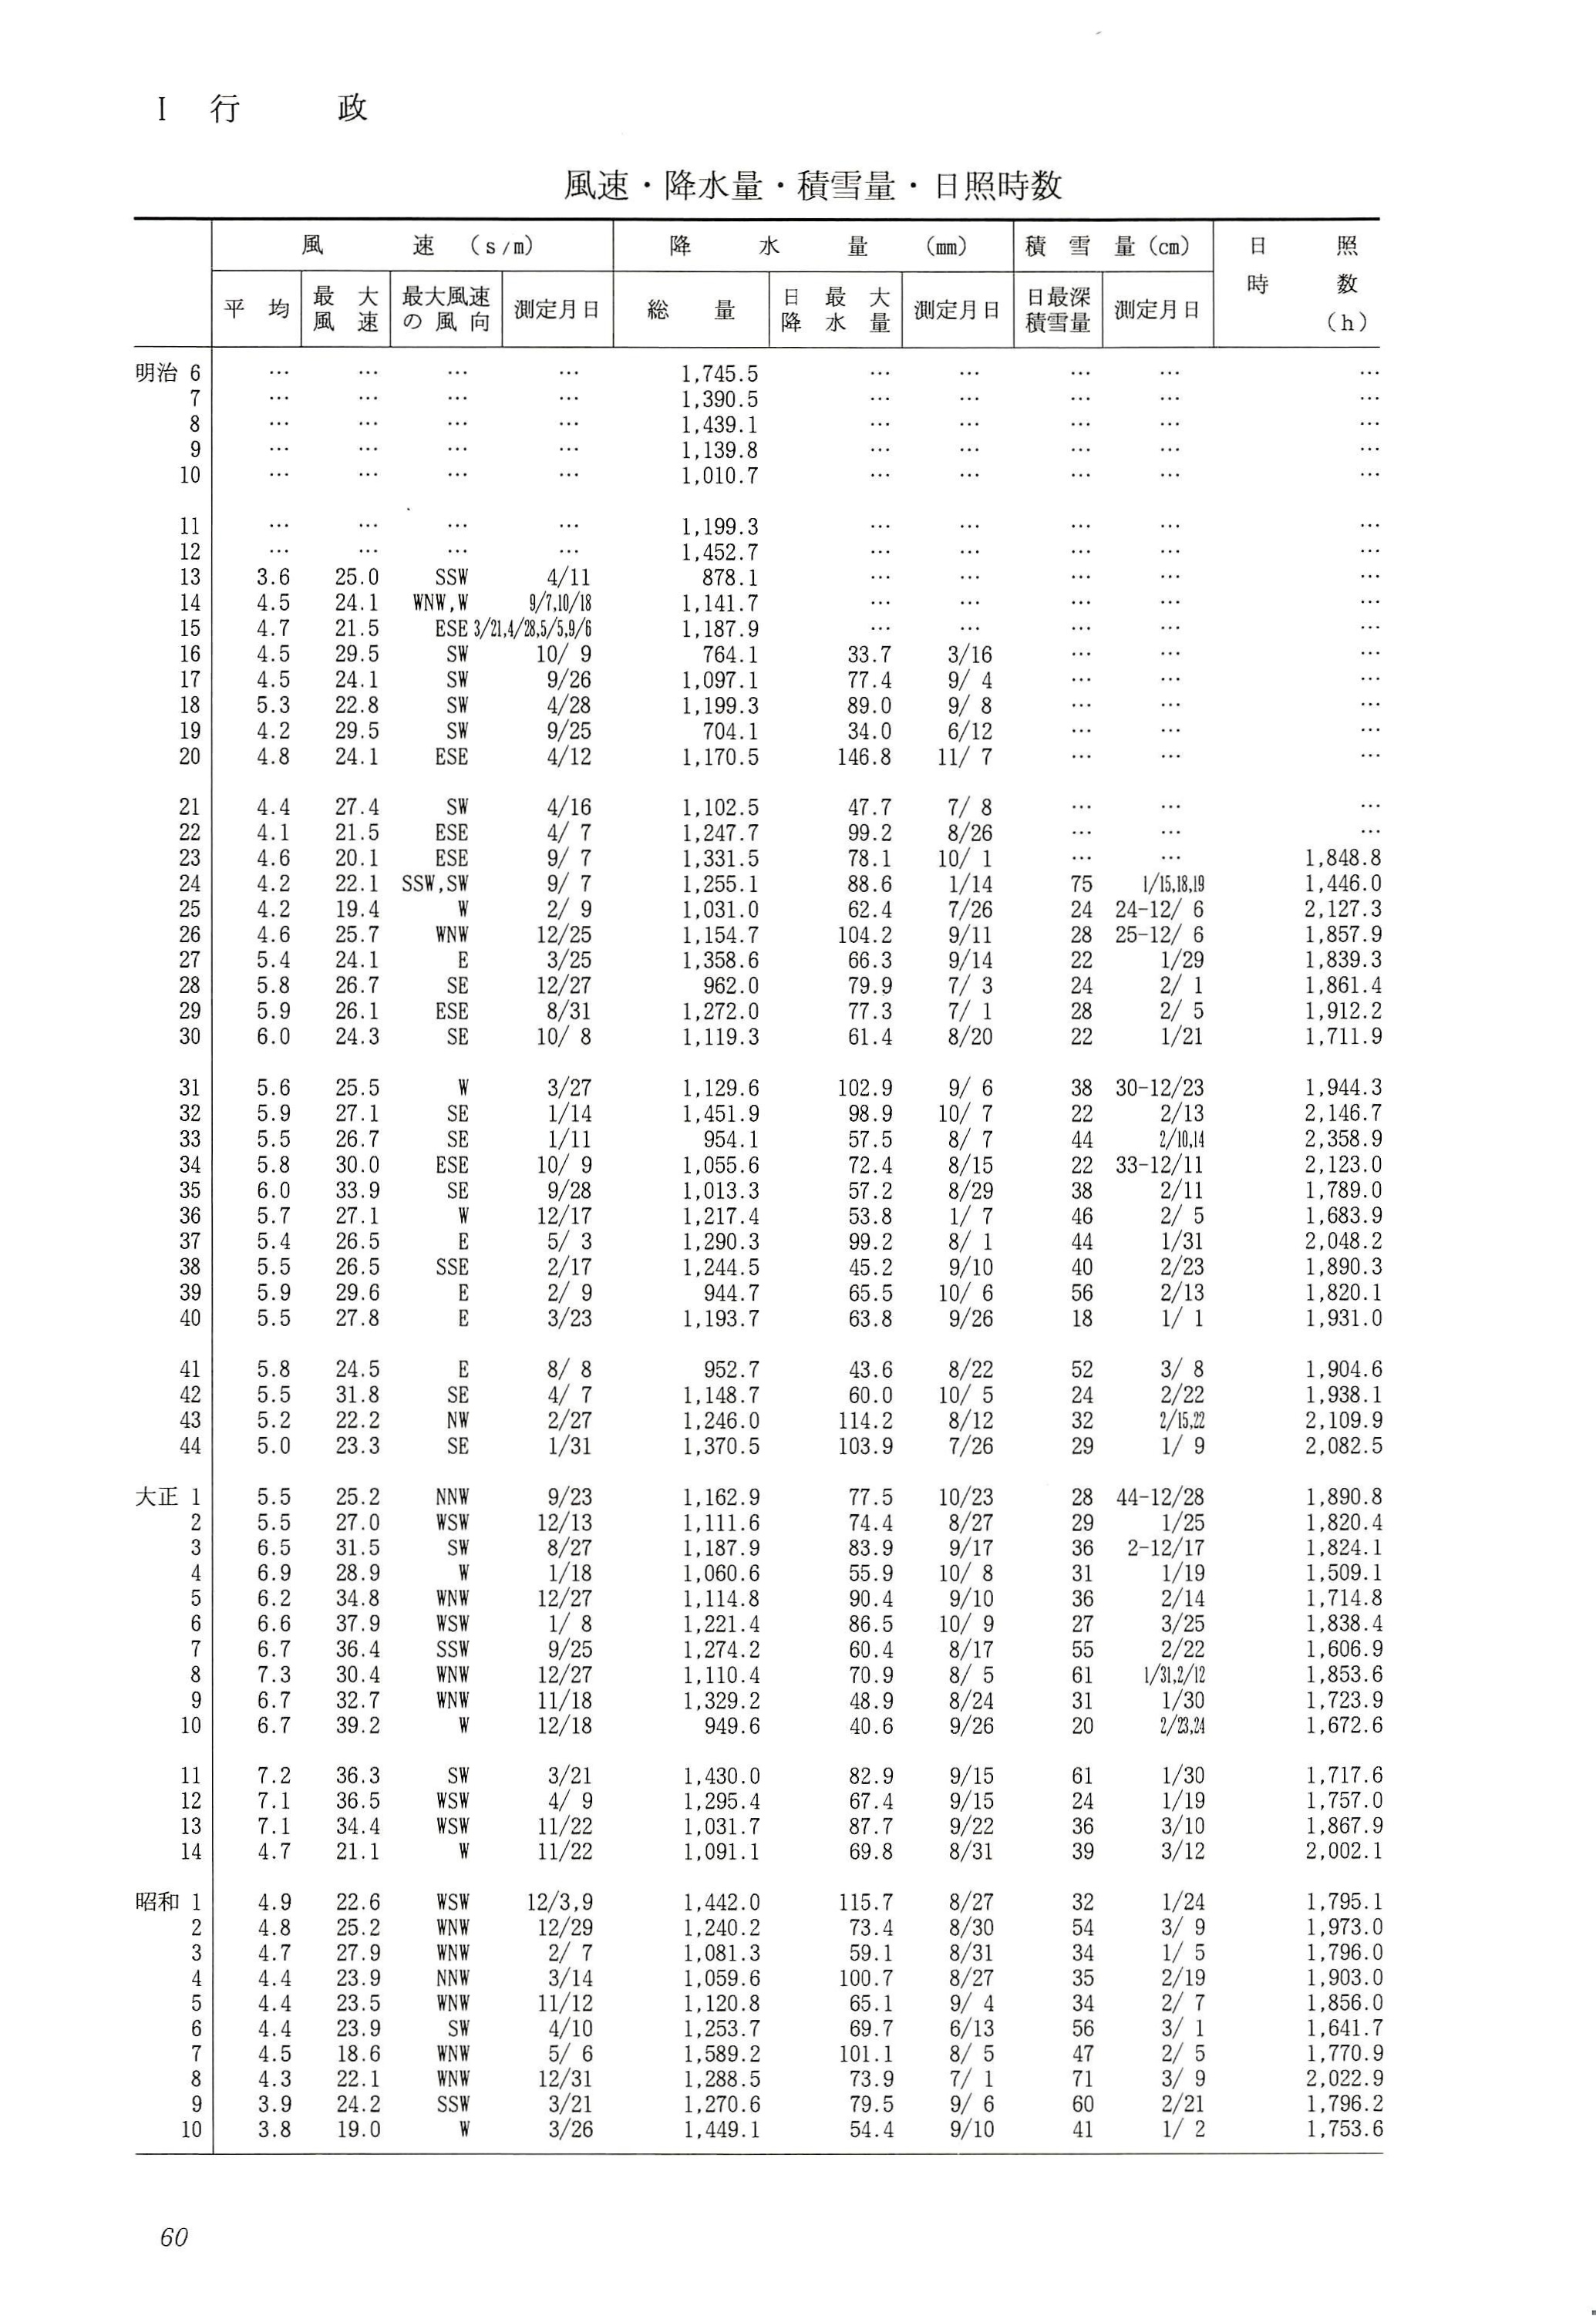 I 行 政
風速・降水量・積雪量・日照時数
風 速 (s/m) 降 水 量 (mm) 積 雪 量(cm) 日 照
時 数
(h)
平 均 最 大 風 速 最大風速の風向 測定月日 総 量 日 最 大 降 水 量 測定月日 日最深積雪量 測定月日
明治 6 … … … … 1,745.5 … … … … …
7 … … … … 1,390.5 … … … … …
8 … … … … 1,439.1 … … … … …
9 … … … … 1,139.8 … … … … …
10 … … … … 1,010.7 … … … … …
11 … … … … 1,199.3 … … … … …
12 … … … … 1,452.7 … … … … …
13 3.6 25.0 SSW 4/11 878.1 … … … … …
14 4.5 24.1 WNW,W 9/7,10/18 1,141.7 … … … … …
15 4.7 21.5 ESE 3/21,4/28,5/5,9/6 1,187.9 … … … … …
16 4.5 29.5 SW 10/ 9 764.1 33.7 3/16 … … …
17 4.5 24.1 SW 9/26 1,097.1 77.4 9/ 4 … … …
18 5.3 22.8 SW 4/28 1,199.3 89.0 9/ 8 … … …
19 4.2 29.5 SW 9/25 704.1 34.0 6/12 … … …
20 4.8 24.1 ESE 4/12 1,170.5 146.8 11/ 7 … … …
21 4.4 27.4 SW 4/16 1,102.5 47.7 7/ 8 … … …
22 4.1 21.5 ESE 4/ 7 1,247.7 99.2 8/26 … … …
23 4.6 20.1 ESE 9/ 7 1,331.5 78.1 10/ 1 … … 1,848.8
24 4.2 22.1 SSW,SW 9/ 7 1,255.1 88.6 1/14 75 1/15,18,19 1,446.0
25 4.2 19.4 W 2/ 9 1,031.0 62.4 7/26 24 24-12/ 6 2,127.3
26 4.6 25.7 WNW 12/25 1,154.7 104.2 9/11 28 25-12/ 6 1,857.9
27 5.4 24.1 E 3/25 1,358.6 66.3 9/14 22 1/29 1,839.3
28 5.8 26.7 SE 12/27 962.0 79.9 7/ 3 24 2/ 1 1,861.4
29 5.9 26.1 ESE 8/31 1,272.0 77.3 7/ 1 28 2/ 5 1,912.2
30 6.0 24.3 SE 10/ 8 1,119.3 61.4 8/20 22 1/21 1,711.9
31 5.6 25.5 W 3/27 1,129.6 102.9 9/ 6 38 30-12/23 1,944.3
32 5.9 27.1 SE 1/14 1,451.9 98.9 10/ 7 22 2/13 2,146.7
33 5.5 26.7 SE 1/11 954.1 57.5 8/ 7 44 2/10,14 2,358.9
34 5.8 30.0 ESE 10/ 9 1,055.6 72.4 8/15 22 33-12/11 2,123.0
35 6.0 33.9 SE 9/28 1,013.3 57.2 8/29 38 2/11 1,789.0
36 5.7 27.1 W 12/17 1,217.4 53.8 1/ 7 46 2/ 5 1,683.9
37 5.4 26.5 E 5/ 3 1,290.3 99.2 8/ 1 44 1/31 2,048.2
38 5.5 26.5 SSE 2/17 1,244.5 45.2 9/10 40 2/23 1,890.3
39 5.9 29.6 E 2/ 9 944.7 65.5 10/ 6 56 2/13 1,820.1
40 5.5 27.8 E 3/23 1,193.7 63.8 9/26 18 1/ 1 1,931.0
41 5.8 24.5 E 8/ 8 952.7 43.6 8/22 52 3/ 8 1,904.6
42 5.5 31.8 SE 4/ 7 1,148.7 60.0 10/ 5 24 2/22 1,938.1
43 5.2 22.2 NW 2/27 1,246.0 114.2 8/12 32 2/15,22 2,109.9
44 5.0 23.3 SE 1/31 1,370.5 103.9 7/26 29 1/ 9 2,082.5
大正 1 5.5 25.2 NNW 9/23 1,162.9 77.5 10/23 28 44-12/28 1,890.8
2 5.5 27.0 WSW 12/13 1,111.6 74.4 8/27 29 1/25 1,820.4
3 6.5 31.5 SW 8/27 1,187.9 83.9 9/17 36 2-12/17 1,824.1
4 6.9 28.9 W 1/18 1,060.6 55.9 10/ 8 31 1/19 1,509.1
5 6.2 34.8 WNW 12/27 1,114.8 90.4 9/10 36 2/14 1,714.8
6 6.6 37.9 WSW 1/ 8 1,221.4 86.5 10/ 9 27 3/25 1,838.4
7 6.7 36.4 SSW 9/25 1,274.2 60.4 8/17 55 2/22 1,606.9
8 7.3 30.4 WNW 12/27 1,110.4 70.9 8/ 5 61 1/31,2/12 1,853.6
9 6.7 32.7 WNW 11/18 1,329.2 48.9 8/24 31 1/30 1,723.9
10 6.7 39.2 W 12/18 949.6 40.6 9/26 20 2/23,24 1,672.6
11 7.2 36.3 SW 3/21 1,430.0 82.9 9/15 61 1/30 1,717.6
12 7.1 36.5 WSW 4/ 9 1,295.4 67.4 9/15 24 1/19 1,757.0
13 7.1 34.4 WSW 11/22 1,031.7 87.7 9/22 36 3/10 1,867.9
14 4.7 21.1 W 11/22 1,091.1 69.8 8/31 39 3/12 2,002.1
昭和 1 4.9 22.6 WSW 12/3,9 1,442.0 115.7 8/27 32 1/24 1,795.1
2 4.8 25.2 WNW 12/29 1,240.2 73.4 8/30 54 3/ 9 1,973.0
3 4.7 27.9 WNW 2/ 7 1,081.3 59.1 8/31 34 1/ 5 1,796.0
4 4.4 23.9 NNW 3/14 1,059.6 100.7 8/27 35 2/19 1,903.0
5 4.4 23.5 WNW 11/12 1,120.8 65.1 9/ 4 34 2/ 7 1,856.0
6 4.4 23.9 SW 4/10 1,253.7 69.7 6/13 56 3/ 1 1,641.7
7 4.5 18.6 WNW 5/ 6 1,589.2 101.1 8/ 5 47 2/ 5 1,770.9
8 4.3 22.1 WNW 12/31 1,288.5 73.9 7/ 1 71 3/ 9 2,022.9
9 3.9 24.2 SSW 3/21 1,270.6 79.5 9/ 6 60 2/21 1,796.2
10 3.8 19.0 W 3/26 1,449.1 54.4 9/10 41 1/ 2 1,753.6
60